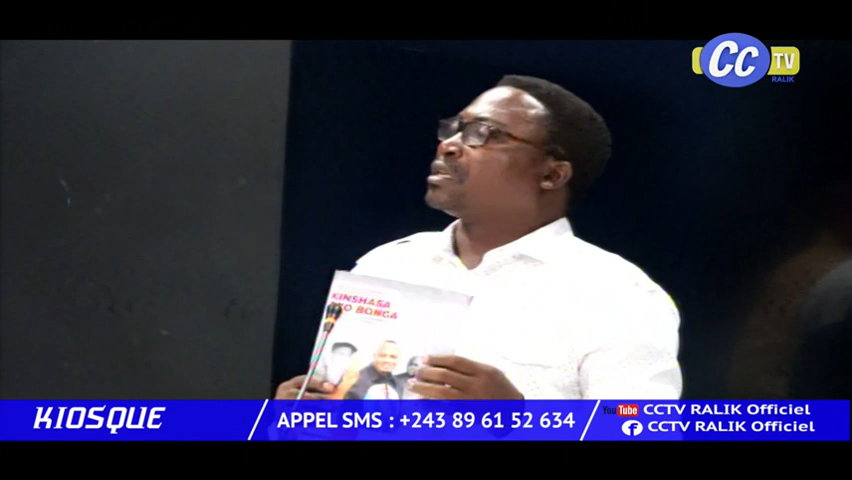 CC TV
RALIK
KINSHASA
BONGA
KIOSQUE
APPEL SMS : +243 89 61 52 634
YouTube CCTV RALIK Officiel
f CCTV RALIK Officiel